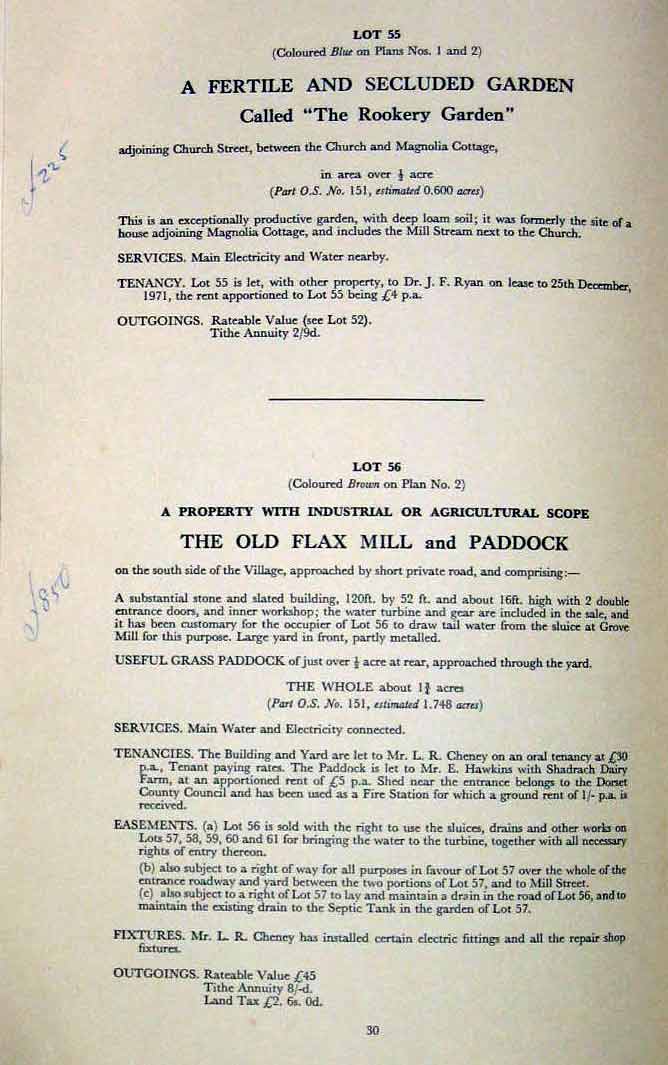 LOT 55
(Coloured Blue on Plans Nos. 1 and 2)
A FERTILE AND SECLUDED GARDEN
Called "The Rookery Garden"
adjoining Church Street, between the Church and Magnolia Cottage,
£225
in area over ½ acre
(Part O.S. No. 151, estimated 0.600 acres)
This is an exceptionally productive garden, with deep loam soil; it was formerly the site of a
house adjoining Magnolia Cottage, and includes the Mill Stream next to the Church.
SERVICES. Main Electricity and Water nearby.
TENANCY. Lot 55 is let, with other property, to Dr. J. F. Ryan on lease to 25th December,
1971, the rent apportioned to Lot 55 being £4 p.a.
OUTGOINGS. Rateable Value (see Lot 52).
Tithe Annuity 2/9d.
LOT 56
(Coloured Brown on Plan No. 2)
A PROPERTY WITH INDUSTRIAL OR AGRICULTURAL SCOPE
THE OLD FLAX MILL and PADDOCK
on the south side of the Village, approached by short private road, and comprising:—
£850
A substantial stone and slated building, 120ft. by 52 ft. and about 16ft. high with 2 double
entrance doors, and inner workshop; the water turbine and gear are included in the sale, and
it has been customary for the occupier of Lot 56 to draw tail water from the sluice at Grove
Mill for this purpose. Large yard in front, partly metalled.
USEFUL GRASS PADDOCK of just over ½ acre at rear, approached through the yard.
THE WHOLE about 1¾ acres
(Part O.S. No. 151, estimated 1.748 acres)
SERVICES. Main Water and Electricity connected.
TENANCIES. The Building and Yard are let to Mr. L. R. Cheney on an oral tenancy at £30
p.a., Tenant paying rates. The Paddock is let to Mr. E. Hawkins with Shadrach Dairy
Farm, at an apportioned rent of £5 p.a. Shed near the entrance belongs to the Dorset
County Council and has been used as a Fire Station for which a ground rent of 1/- p.a. is
received.
EASEMENTS. (a) Lot 56 is sold with the right to use the sluices, drains and other works on
Lots 57, 58, 59, 60 and 61 for bringing the water to the turbine, together with all necessary
rights of entry thereon.
(b) also subject to a right of way for all purposes in favour of Lot 57 over the whole of the
entrance roadway and yard between the two portions of Lot 57, and to Mill Street.
(c) also subject to a right of Lot 57 to lay and maintain a drain in the road of Lot 56, and to
maintain the existing drain to the Septic Tank in the garden of Lot 57.
FIXTURES. Mr. L. R. Cheney has installed certain electric fittings and all the repair shop
fixtures.
OUTGOINGS. Rateable Value £45
Tithe Annuity 8/-d.
Land Tax £2. 6s. 0d.
30